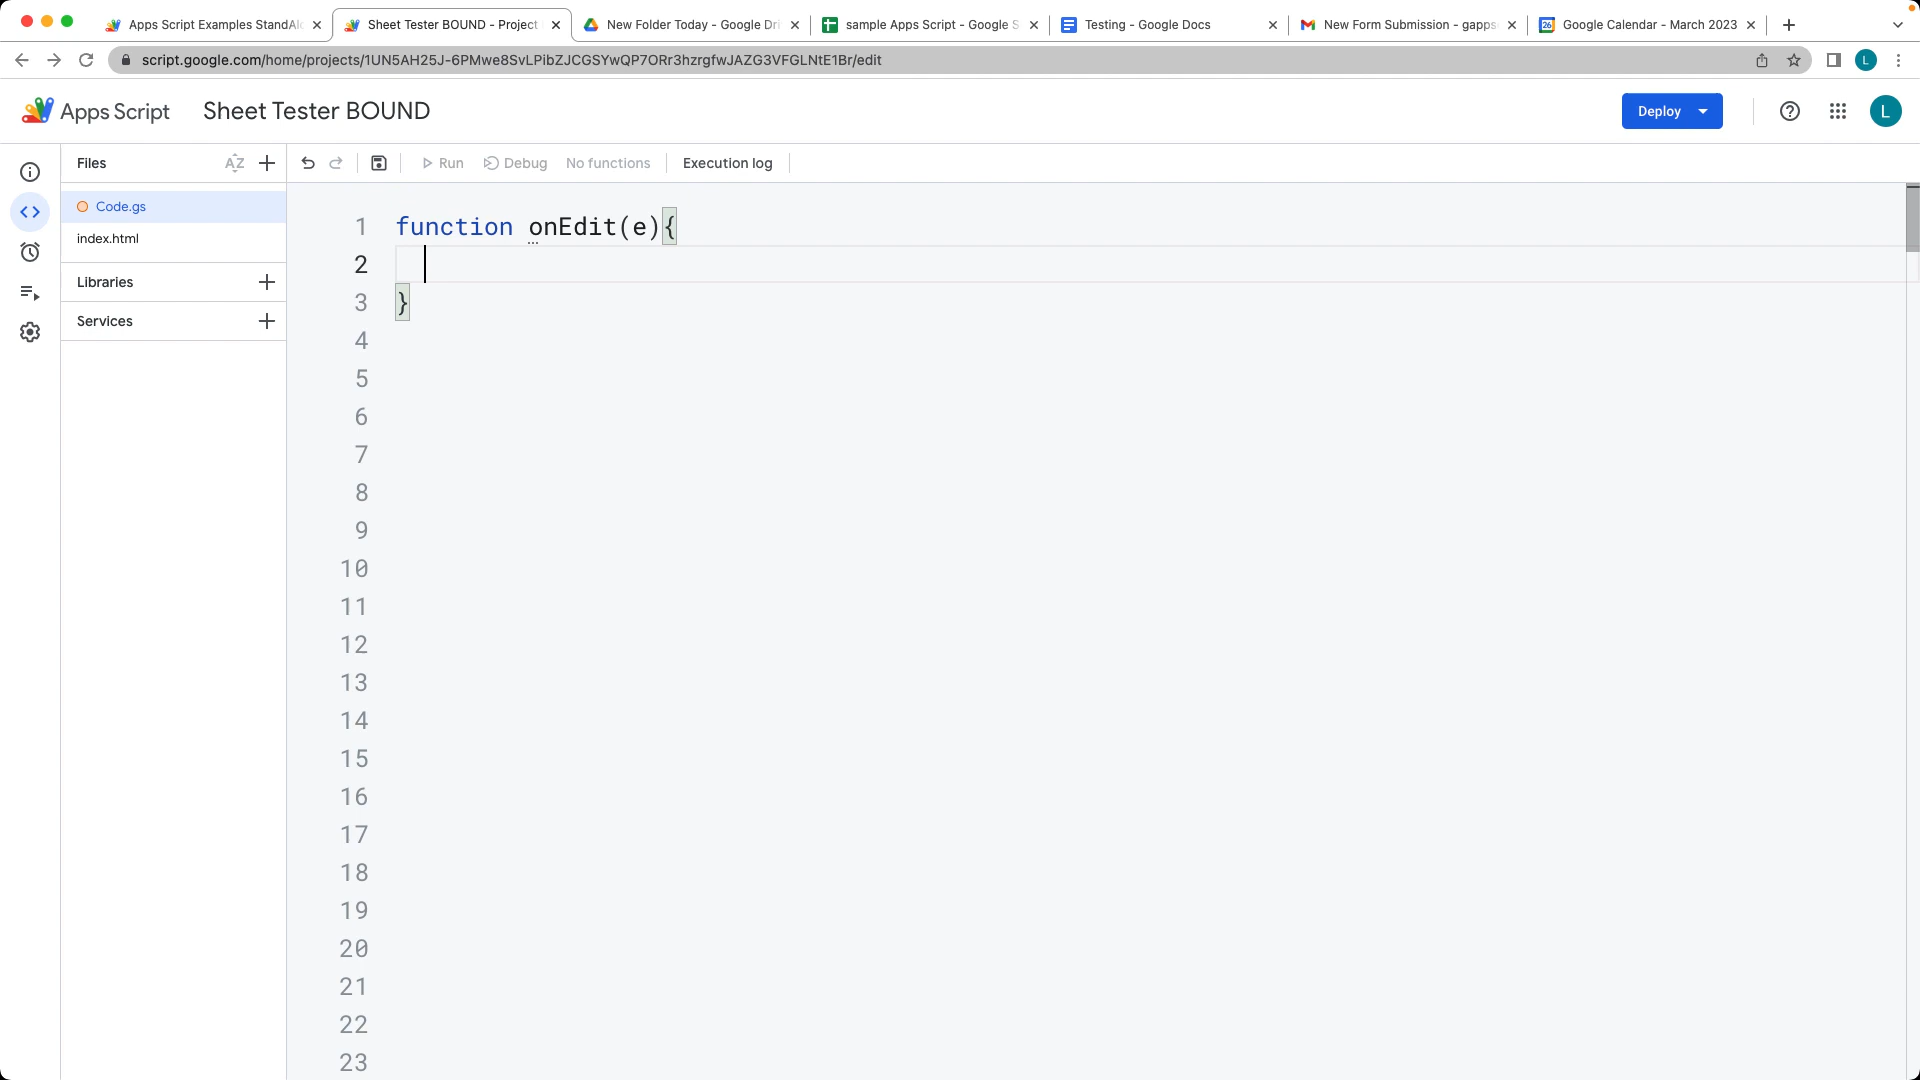 Apps Script Examples StandAl
Sheet Tester BOUND - Project
New Folder Today - Google Dri
sample Apps Script - Google S
Testing - Google Docs
New Form Submission - gapps
26
Google Calendar - March 2023
script.google.com/home/projects/1UN5AH25J-6PMwe8SvLPibZJCGSYwQP7ORr3hzrgfwJAZG3VFGLNtE1Br/edit
L
Apps Script
Sheet Tester BOUND
Deploy
L
Files
AZ
Run
Debug
No functions
Execution log
Code.gs
index.html
Libraries
Services
1 function onEdit(e){
2
3 }
4
5
6
7
8
9
10
11
12
13
14
15
16
17
18
19
20
21
22
23